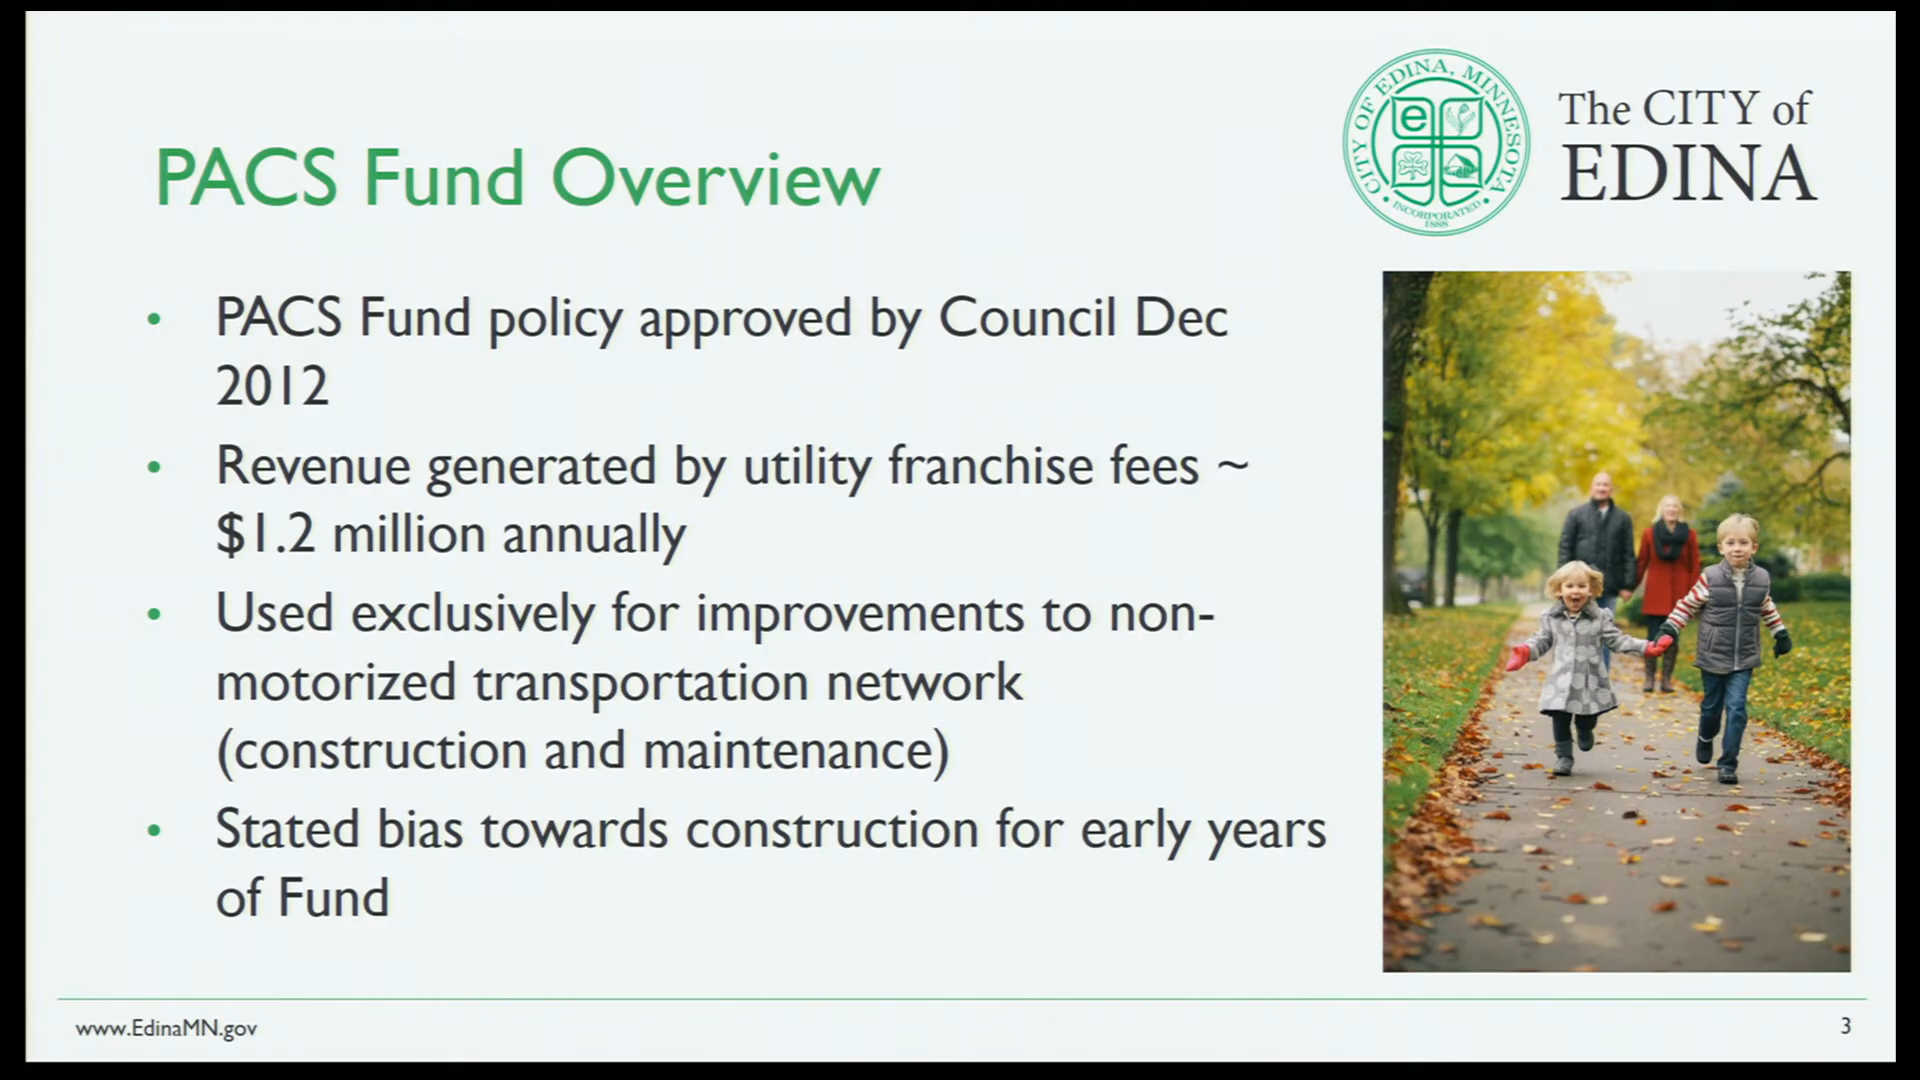 CITY OF EDINA, MINNESOTA
e
INCORPORATED
1888
The CITY of
EDINA
PACS Fund Overview
• PACS Fund policy approved by Council Dec
2012
• Revenue generated by utility franchise fees ~
$1.2 million annually
• Used exclusively for improvements to non-
motorized transportation network
(construction and maintenance)
• Stated bias towards construction for early years
of Fund
www.EdinaMN.gov
3